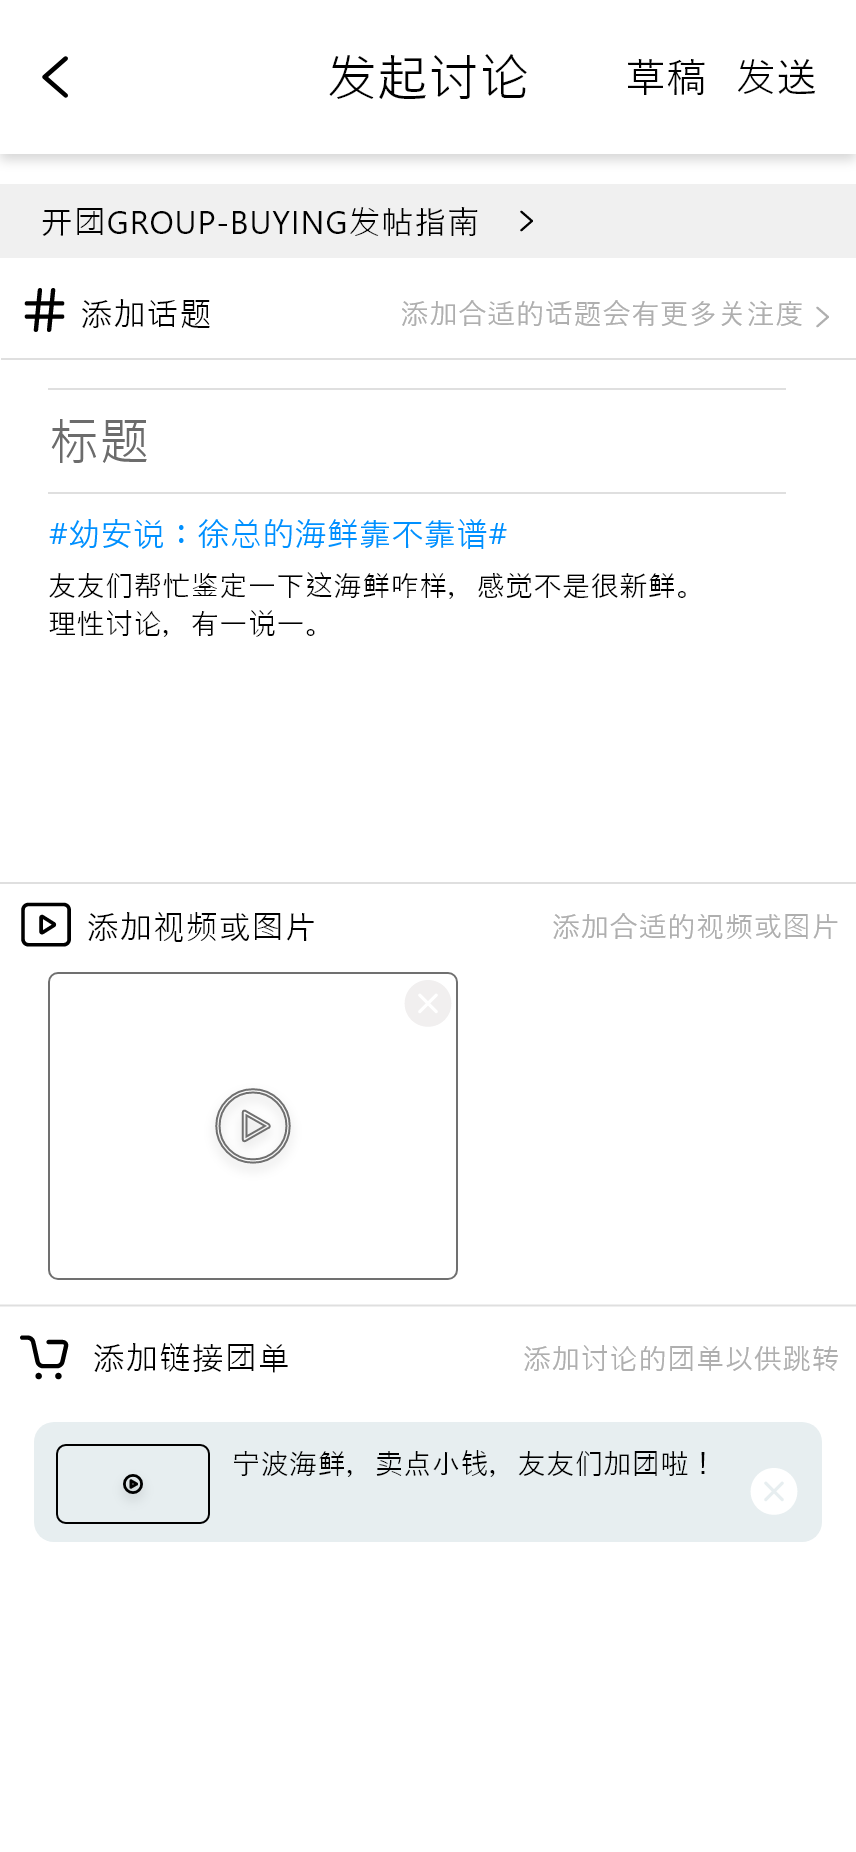 发起讨论 草稿 发送
开团GROUP-BUYING发帖指南
添加话题 添加合适的话题会有更多关注度
标题
#幼安说：徐总的海鲜靠不靠谱#
友友们帮忙鉴定一下这海鲜咋样，感觉不是很新鲜。
理性讨论，有一说一。
添加视频或图片 添加合适的视频或图片
添加链接团单 添加讨论的团单以供跳转
宁波海鲜，卖点小钱，友友们加团啦！